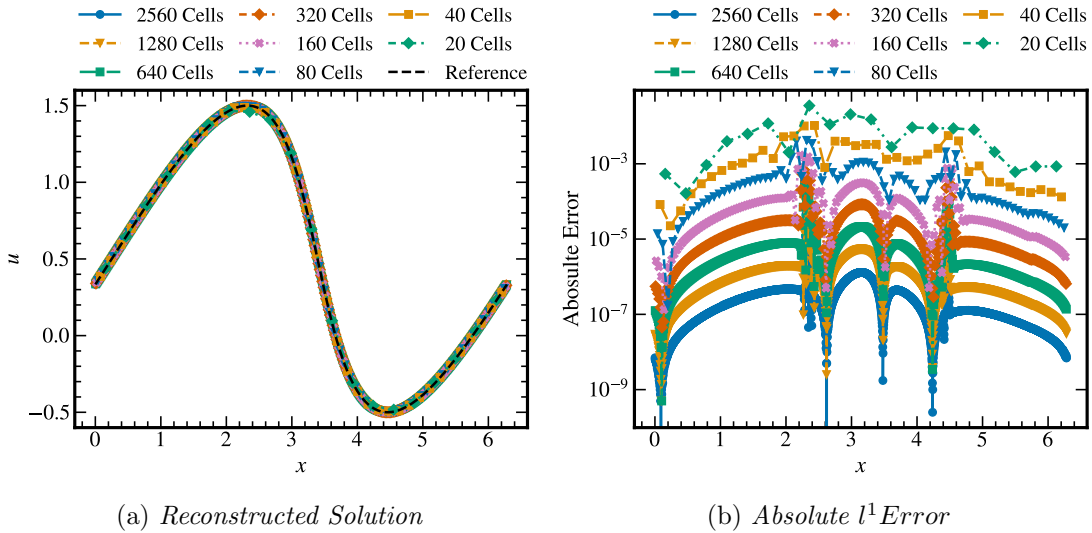 2560 Cells 320 Cells 40 Cells
1280 Cells 160 Cells 20 Cells
640 Cells 80 Cells Reference
1.5
1.0
0.5
0.0
−0.5
u
0 1 2 3 4 5 6
x
(a) Reconstructed Solution
2560 Cells 320 Cells 40 Cells
1280 Cells 160 Cells 20 Cells
640 Cells 80 Cells
10⁻³
10⁻⁵
10⁻⁷
10⁻⁹
Abosulte Error
0 1 2 3 4 5 6
x
(b) Absolute l¹Error